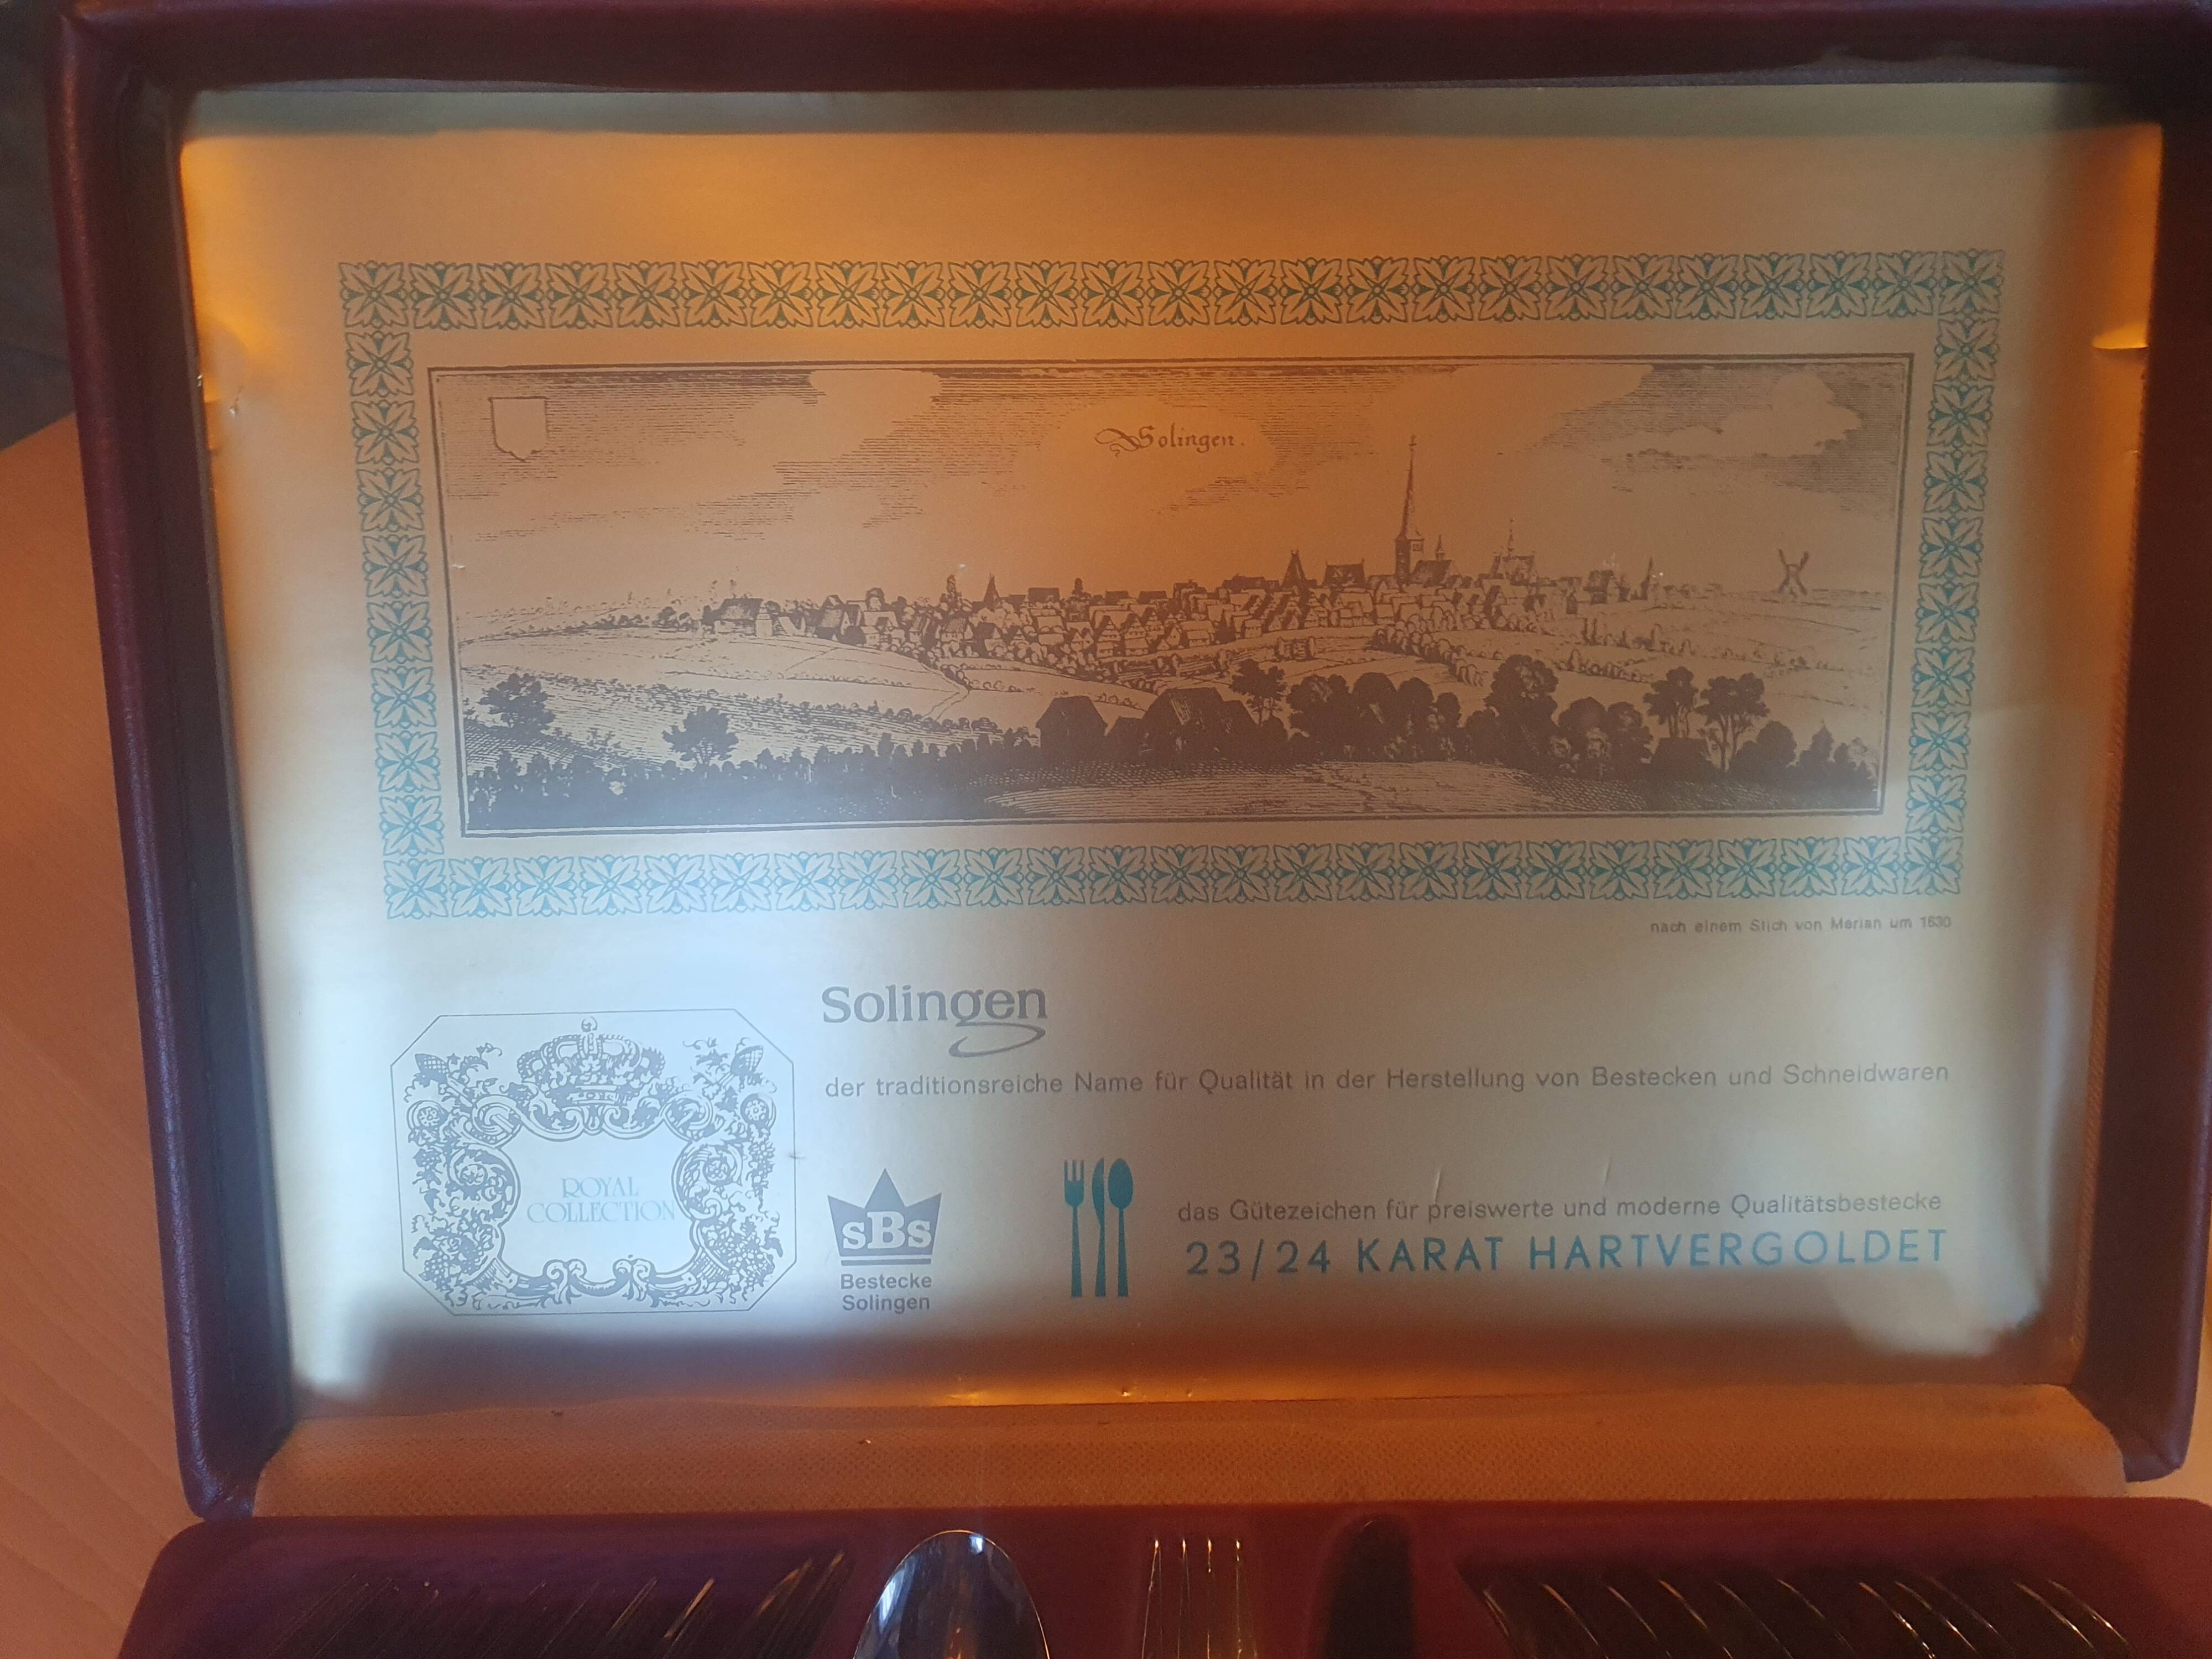 Solingen.
nach einem Stich von Merian um 1630
Solingen
der traditionsreiche Name für Qualität in der Herstellung von Bestecken und Schneidwaren
ROYAL
COLLECTION
sBs
Bestecke
Solingen
das Gütezeichen für preiswerte und moderne Qualitätsbestecke
23/24 KARAT HARTVERGOLDET